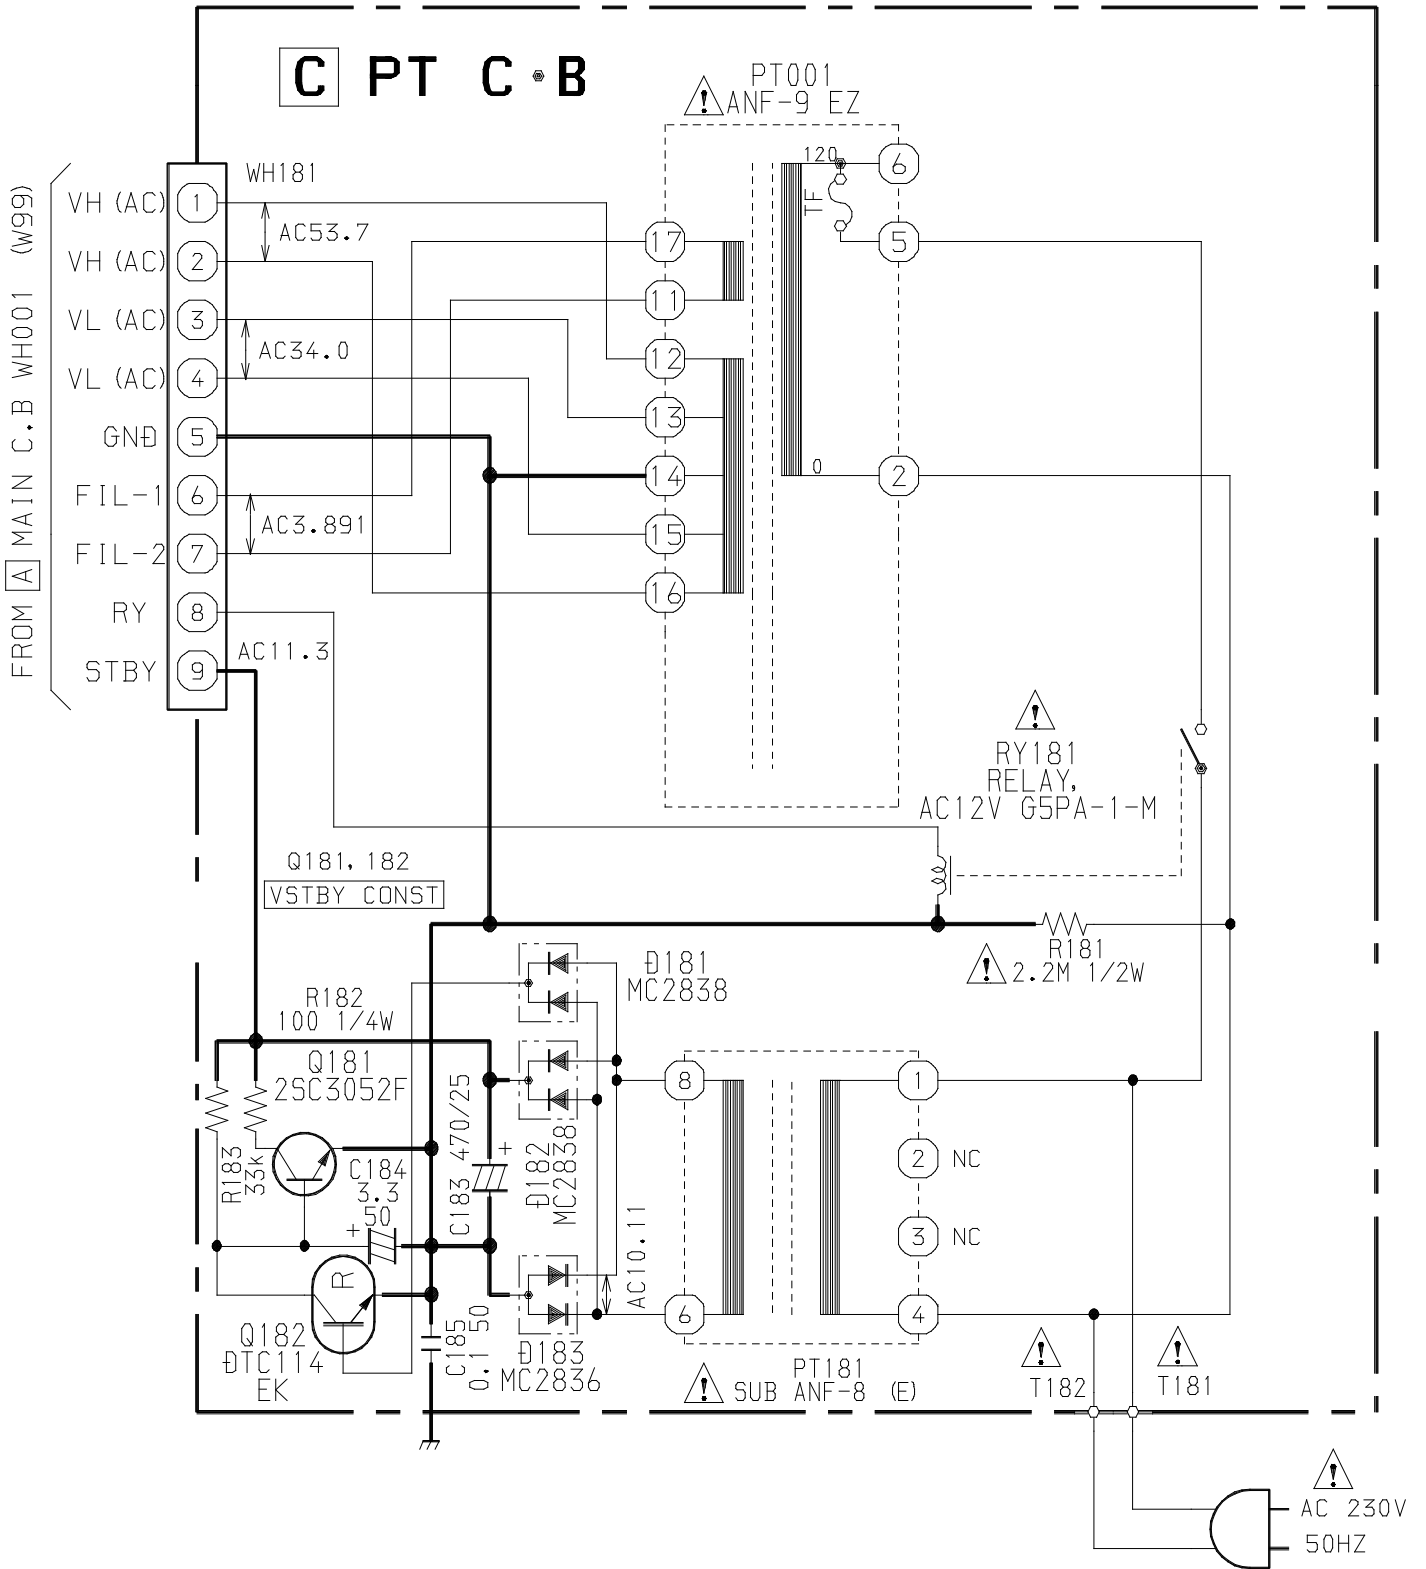 C PT C·B
PT001
ANF-9 EZ
WH181
FROM A MAIN C.B WH001 (W99)
VH (AC) 1
AC53.7
VH (AC) 2
VL (AC) 3
AC34.0
VL (AC) 4
GND 5
FIL-1 6
AC3.891
FIL-2 7
RY 8
AC11.3
STBY 9
120
TF
0
6
5
2
17
11
12
13
14
15
16
RY181
RELAY,
AC12V G5PA-1-M
Q181, 182
VSTBY CONST
R181
2.2M 1/2W
D181
MC2838
R182
100 1/4W
Q181
2SC3052F
R183
33k
C184
3.3
50
+
C183 470/25
+
D182
MC2838
AC10.11
8
6
1
2 NC
3 NC
4
R
Q182
DTC114
EK
C185
0.1 50
D183
MC2836
PT181
SUB ANF-8 (E)
T182
T181
AC 230V
50HZ